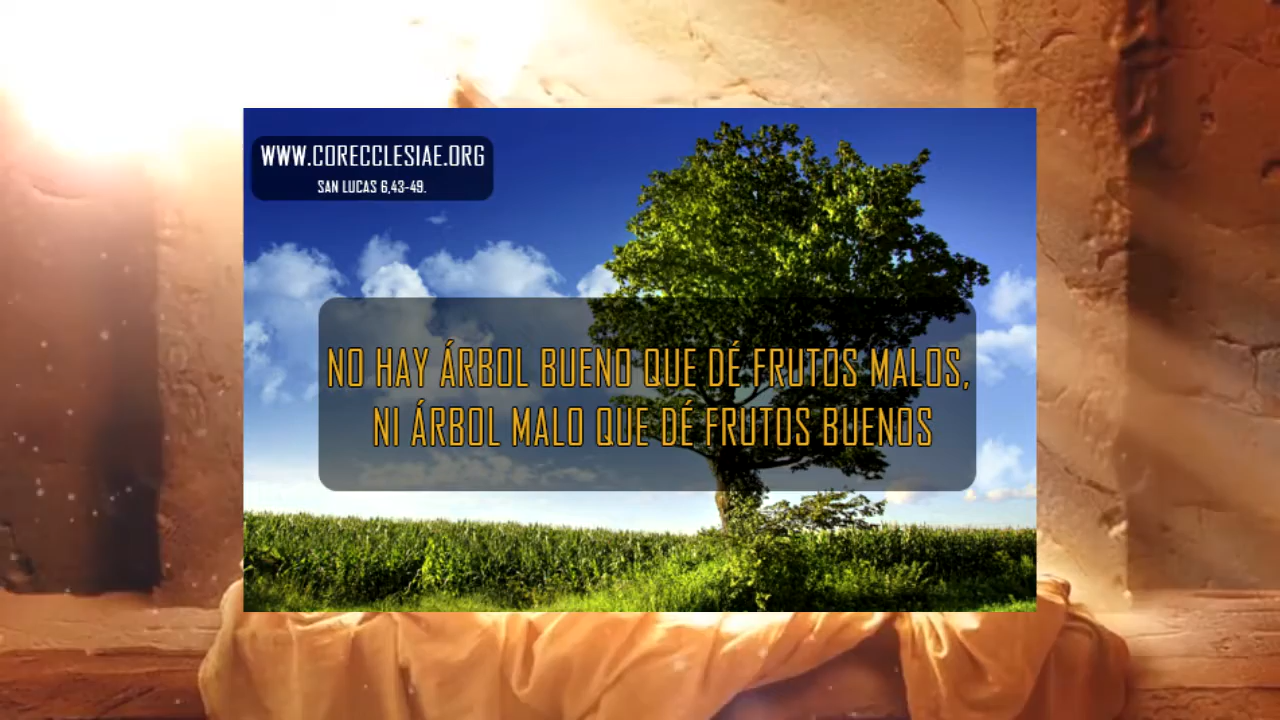 WWW.CORECCLESIAE.ORG
SAN LUCAS 6,43-49.
NO HAY ÁRBOL BUENO QUE DÉ FRUTOS MALOS,
NI ÁRBOL MALO QUE DÉ FRUTOS BUENOS